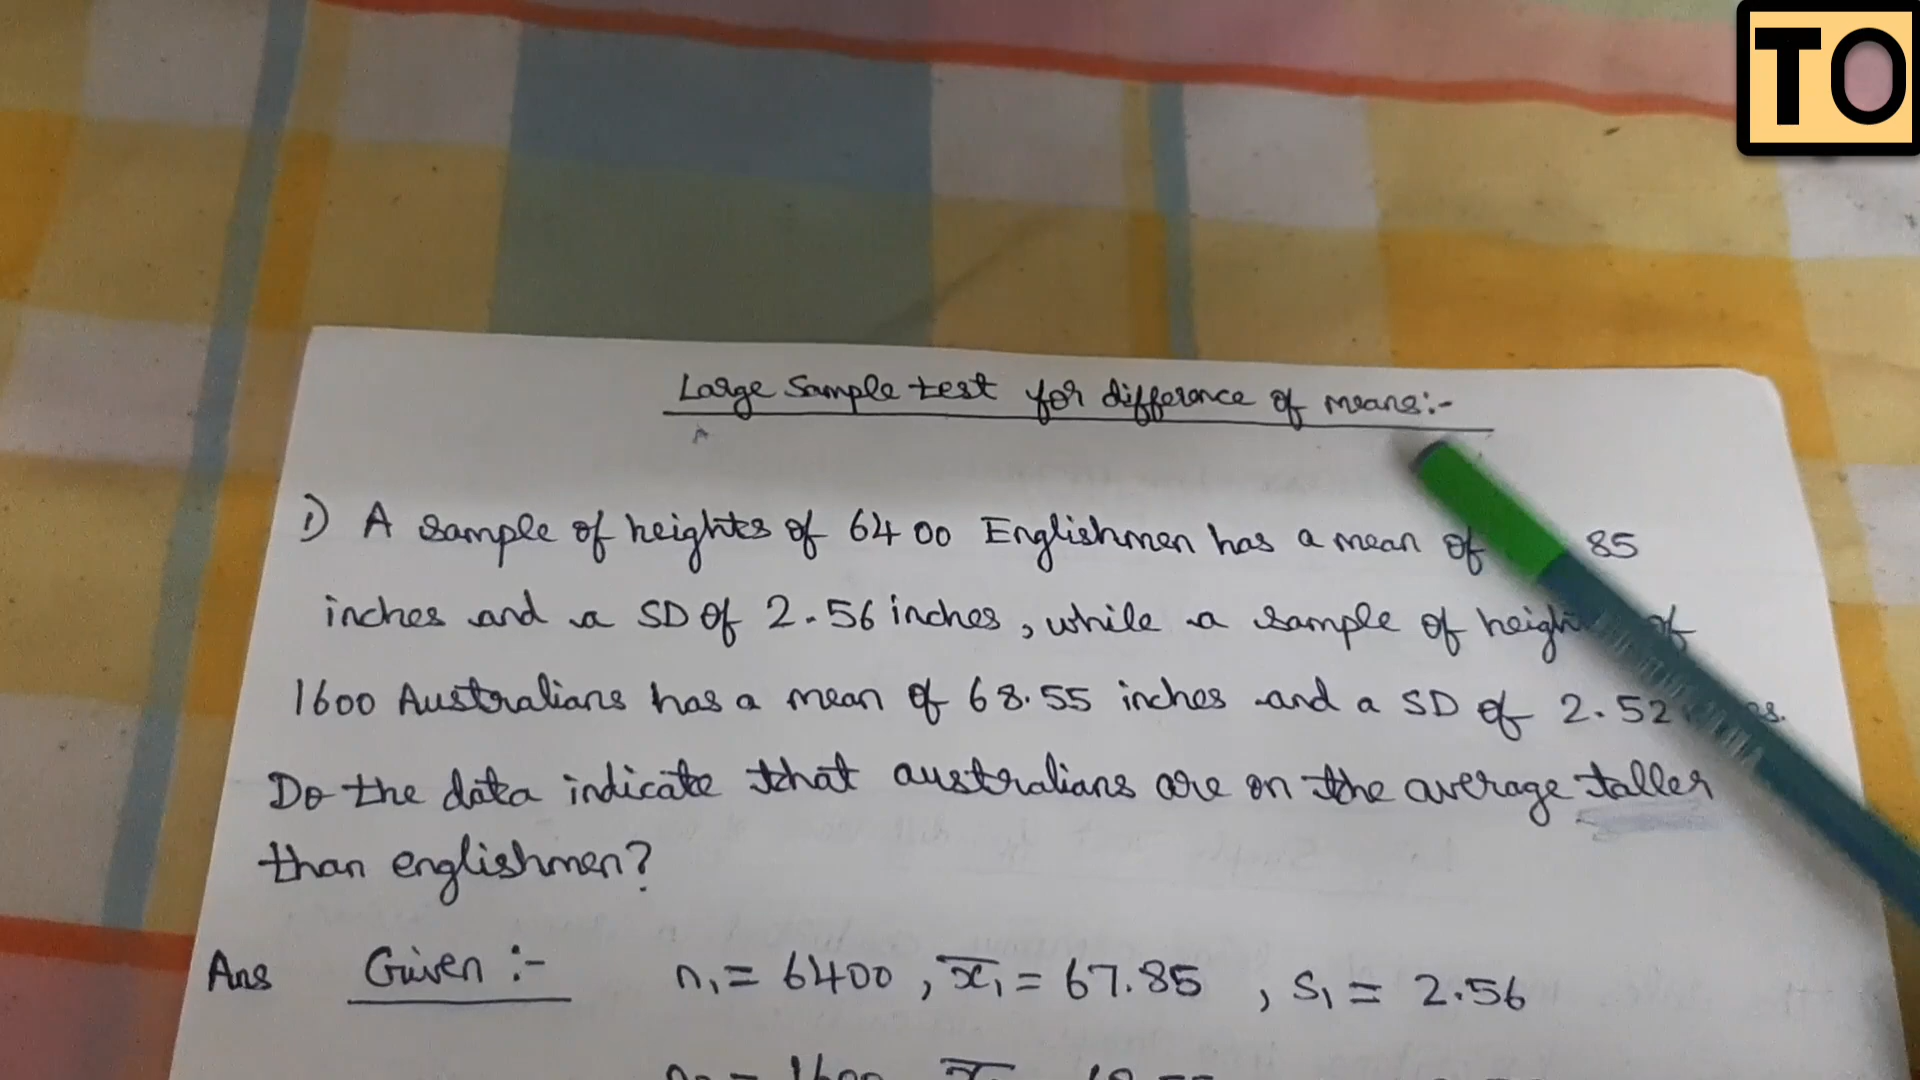 TO
Large Sample test for difference of means:-
1) A sample of heights of 6400 Englishmen has a mean of 85
inches and a SD of 2.56 inches, while a sample of of
1600 Australians has a mean of 68.55 inches and a SD of 2.52
Do the data indicate that australians are on the average taller
than englishmen?
Ans Given :- n₁ = 6400, x̅₁ = 67.85, S₁ = 2.56